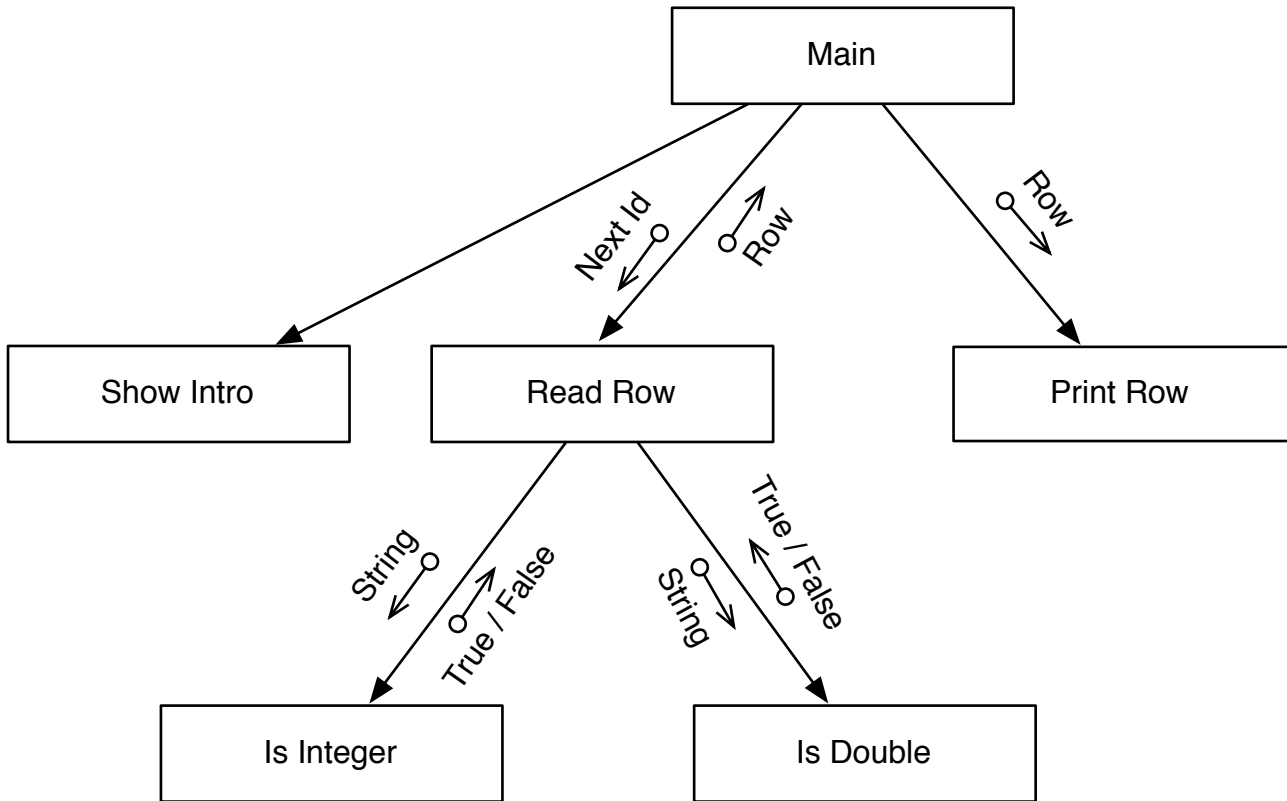 Main
Next Id
Row
Row
Show Intro
Read Row
Print Row
String
True / False
String
True / False
Is Integer
Is Double